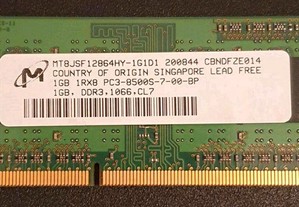 MT8JSF12864HY-1G1D1 200844 CBNDFZE014
COUNTRY OF ORIGIN SINGAPORE LEAD FREE
1GB 1RX8 PC3-8500S-7-00-BP
1GB, DDR3,1066,CL7